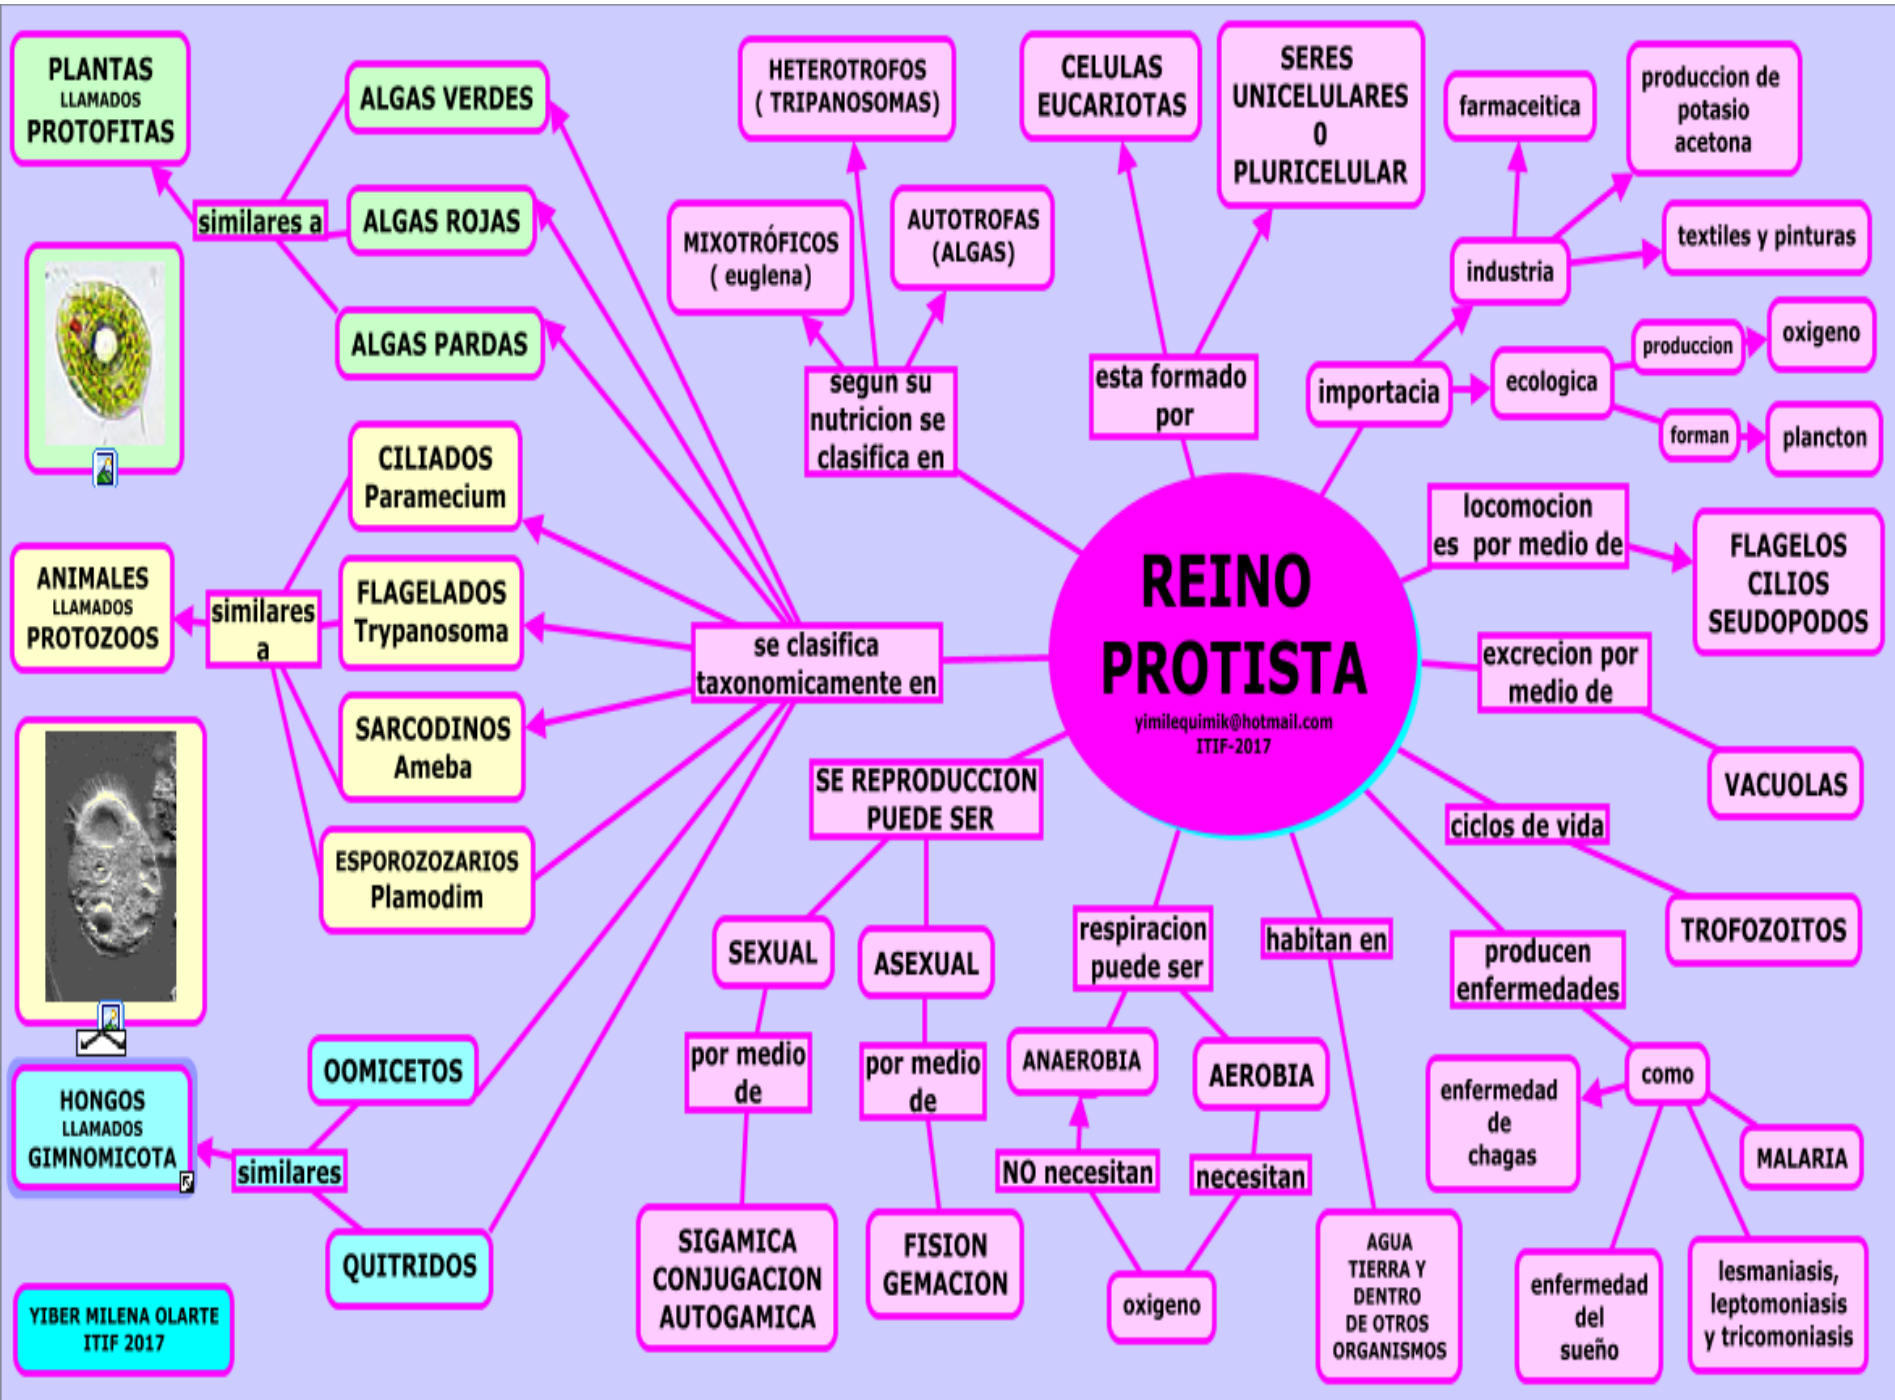 PLANTAS
LLAMADOS
PROTOFITAS
similares a
ALGAS VERDES
ALGAS ROJAS
ALGAS PARDAS
HETEROTROFOS
( TRIPANOSOMAS)
MIXOTRÓFICOS
( euglena)
AUTOTROFAS
(ALGAS)
segun su
nutricion se
clasifica en
CELULAS
EUCARIOTAS
SERES
UNICELULARES
0
PLURICELULAR
esta formado
por
farmaceitica
produccion de
potasio
acetona
textiles y pinturas
industria
importacia
ecologica
produccion
oxigeno
forman
plancton
locomocion
es por medio de
FLAGELOS
CILIOS
SEUDOPODOS
excrecion por
medio de
VACUOLAS
ciclos de vida
TROFOZOITOS
REINO
PROTISTA
yimilequimik@hotmail.com
ITIF-2017
se clasifica
taxonomicamente en
CILIADOS
Paramecium
FLAGELADOS
Trypanosoma
SARCODINOS
Ameba
ESPOROZOZARIOS
Plamodim
similares
a
ANIMALES
LLAMADOS
PROTOZOOS
OOMICETOS
QUITRIDOS
similares
HONGOS
LLAMADOS
GIMNOMICOTA
YIBER MILENA OLARTE
ITIF 2017
SE REPRODUCCION
PUEDE SER
SEXUAL
por medio
de
SIGAMICA
CONJUGACION
AUTOGAMICA
ASEXUAL
por medio
de
FISION
GEMACION
respiracion
puede ser
ANAEROBIA
AEROBIA
NO necesitan
necesitan
oxigeno
habitan en
AGUA
TIERRA Y
DENTRO
DE OTROS
ORGANISMOS
producen
enfermedades
como
enfermedad
de
chagas
MALARIA
enfermedad
del
sueño
lesmaniasis,
leptomoniasis
y tricomoniasis